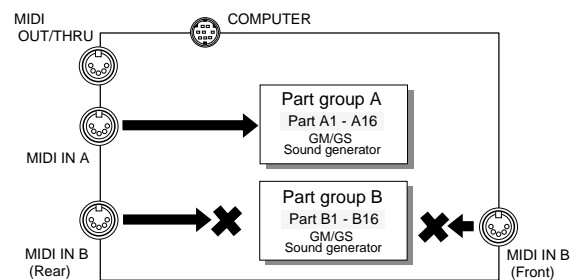 MIDI
OUT/THRU
COMPUTER
Part group A
Part A1 - A16
GM/GS
Sound generator
MIDI IN A
Part group B
Part B1 - B16
GM/GS
Sound generator
MIDI IN B
(Rear)
MIDI IN B
(Front)